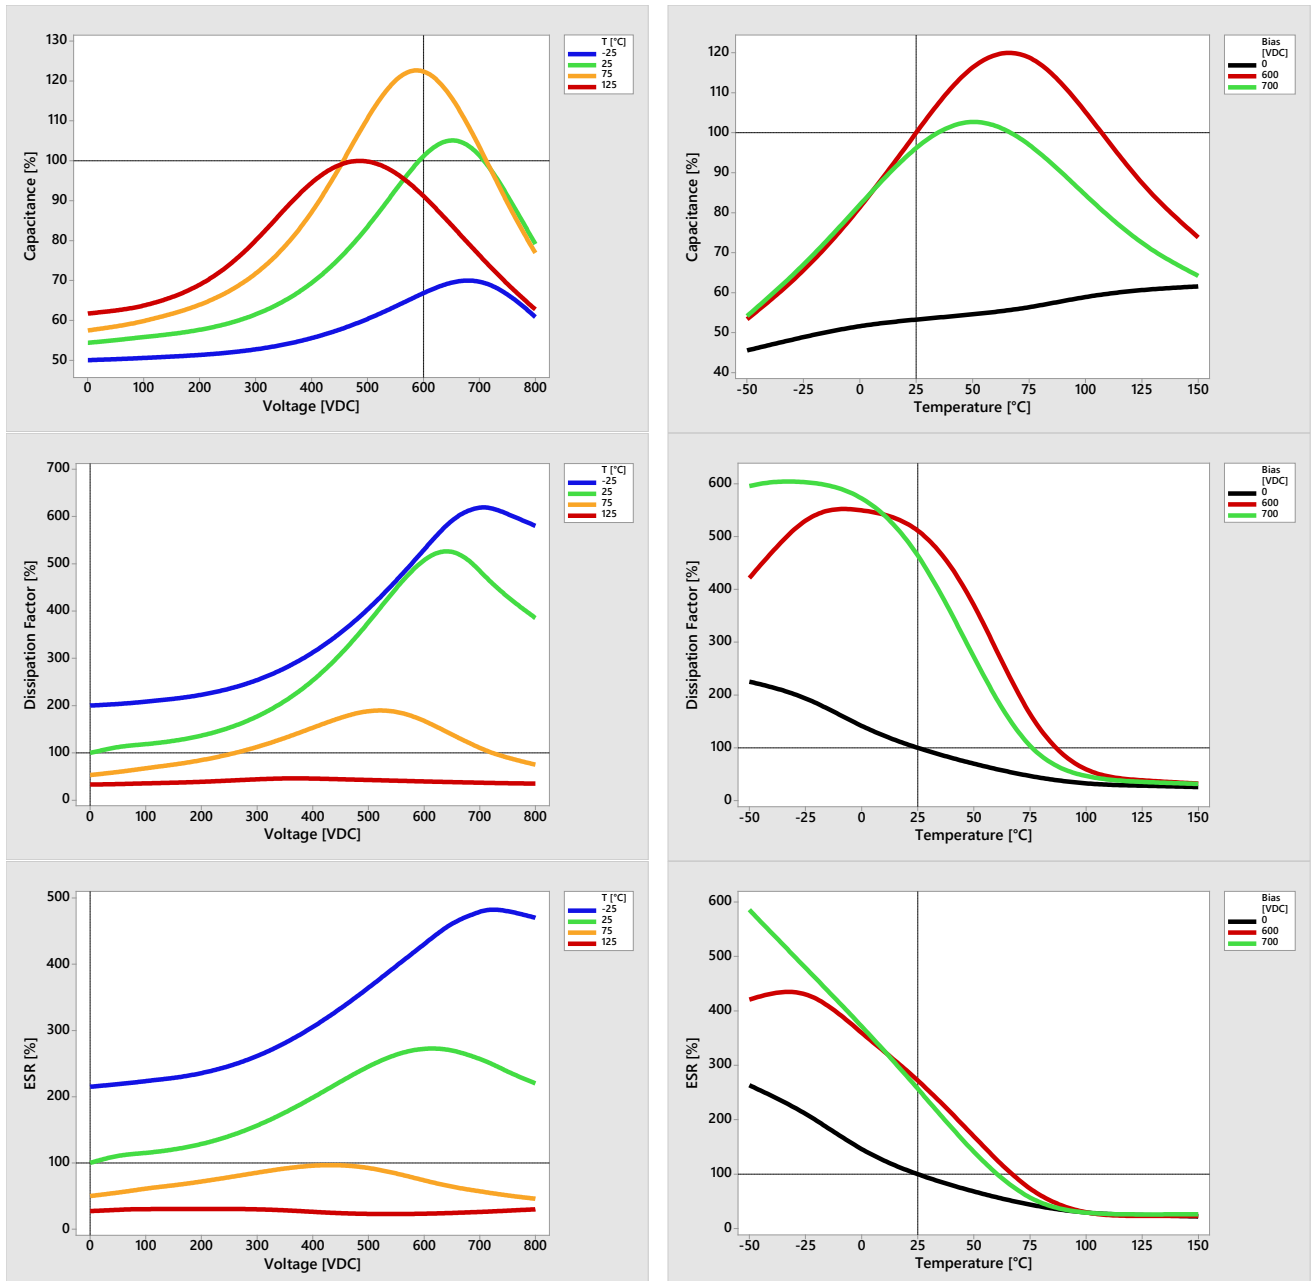 T [°C]
-25
25
75
125
130
120
110
100
90
80
70
60
50
Capacitance [%]
0 100 200 300 400 500 600 700 800
Voltage [VDC]
Bias
[VDC]
0
600
700
120
110
100
90
80
70
60
50
40
Capacitance [%]
-50 -25 0 25 50 75 100 125 150
Temperature [°C]
T [°C]
-25
25
75
125
700
600
500
400
300
200
100
0
Dissipation Factor [%]
0 100 200 300 400 500 600 700 800
Voltage [VDC]
Bias
[VDC]
0
600
700
600
500
400
300
200
100
0
Dissipation Factor [%]
-50 -25 0 25 50 75 100 125 150
Temperature [°C]
T [°C]
-25
25
75
125
500
400
300
200
100
0
ESR [%]
0 100 200 300 400 500 600 700 800
Voltage [VDC]
Bias
[VDC]
0
600
700
600
500
400
300
200
100
0
ESR [%]
-50 -25 0 25 50 75 100 125 150
Temperature [°C]